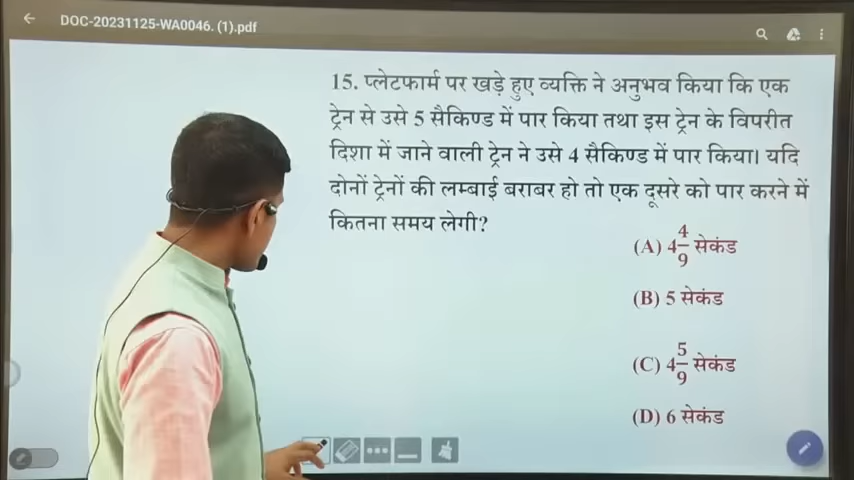 DOC-20231125-WA0046. (1).pdf
15. प्लेटफार्म पर खड़े हुए व्यक्ति ने अनुभव किया कि एक
ट्रेन से उसे 5 सैकिण्ड में पार किया तथा इस ट्रेन के विपरीत
दिशा में जाने वाली ट्रेन ने उसे 4 सैकिण्ड में पार किया। यदि
दोनों ट्रेनों की लम्बाई बराबर हो तो एक दूसरे को पार करने में
कितना समय लेगी?
(A) 4 4/9 सेकंड
(B) 5 सेकंड
(C) 4 5/9 सेकंड
(D) 6 सेकंड